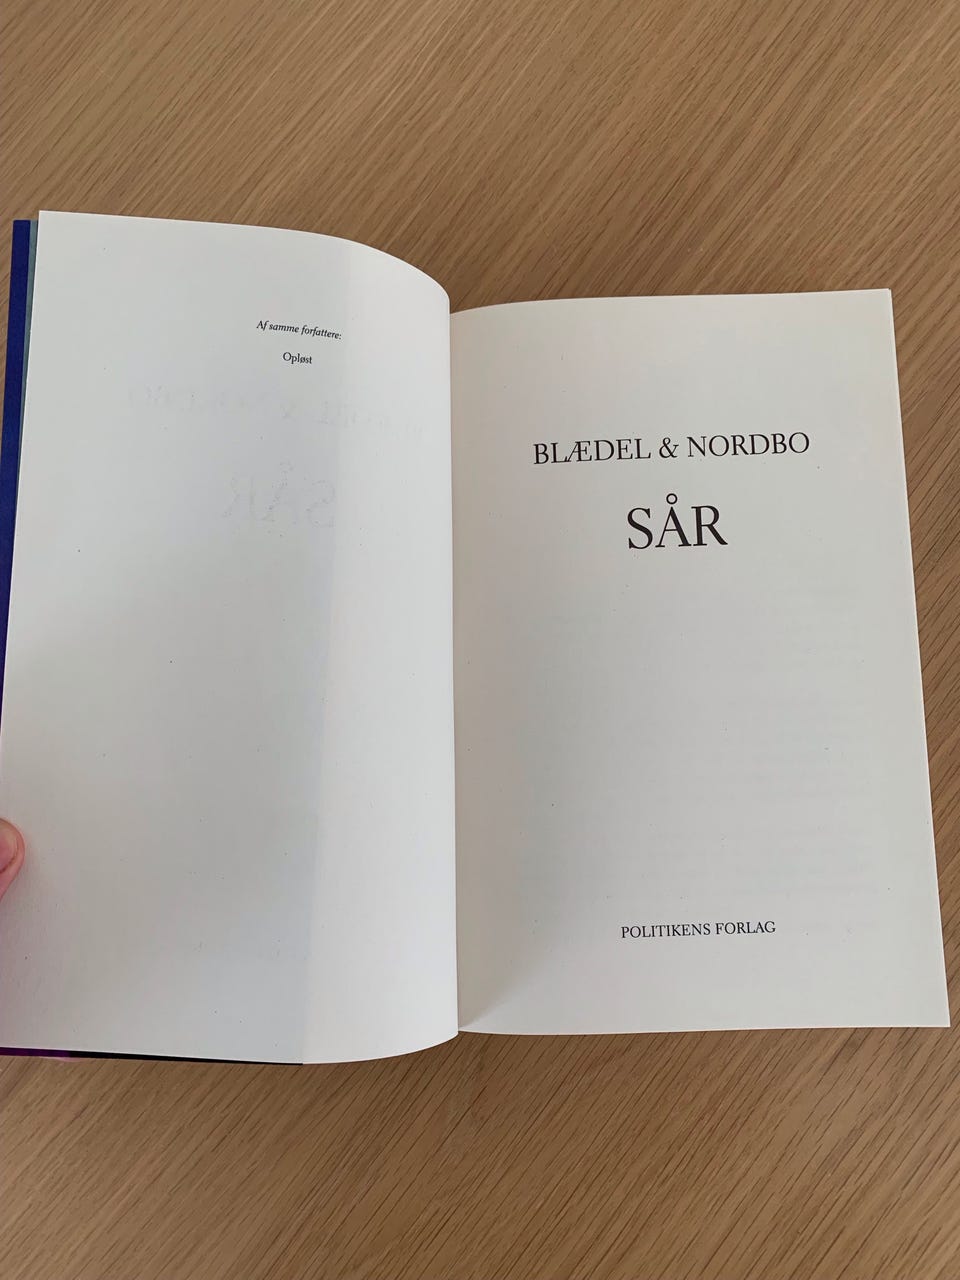 Af samme forfattere:
Opløst
BLÆDEL & NORDBO
SÅR
POLITIKENS FORLAG